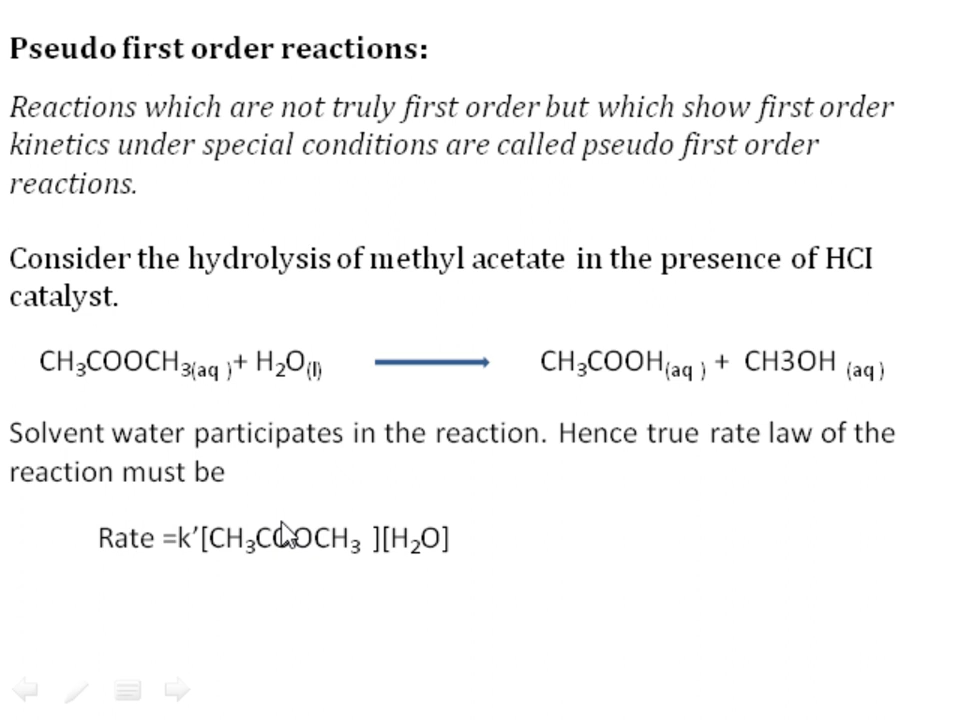 Pseudo first order reactions:
Reactions which are not truly first order but which show first order
kinetics under special conditions are called pseudo first order
reactions.
Consider the hydrolysis of methyl acetate in the presence of HCI
catalyst.
CH₃COOCH₃(aq )+ H₂O(l) CH₃COOH(aq ) + CH3OH (aq)
Solvent water participates in the reaction. Hence true rate law of the
reaction must be
Rate =k’[CH₃COOCH₃ ][H₂O]